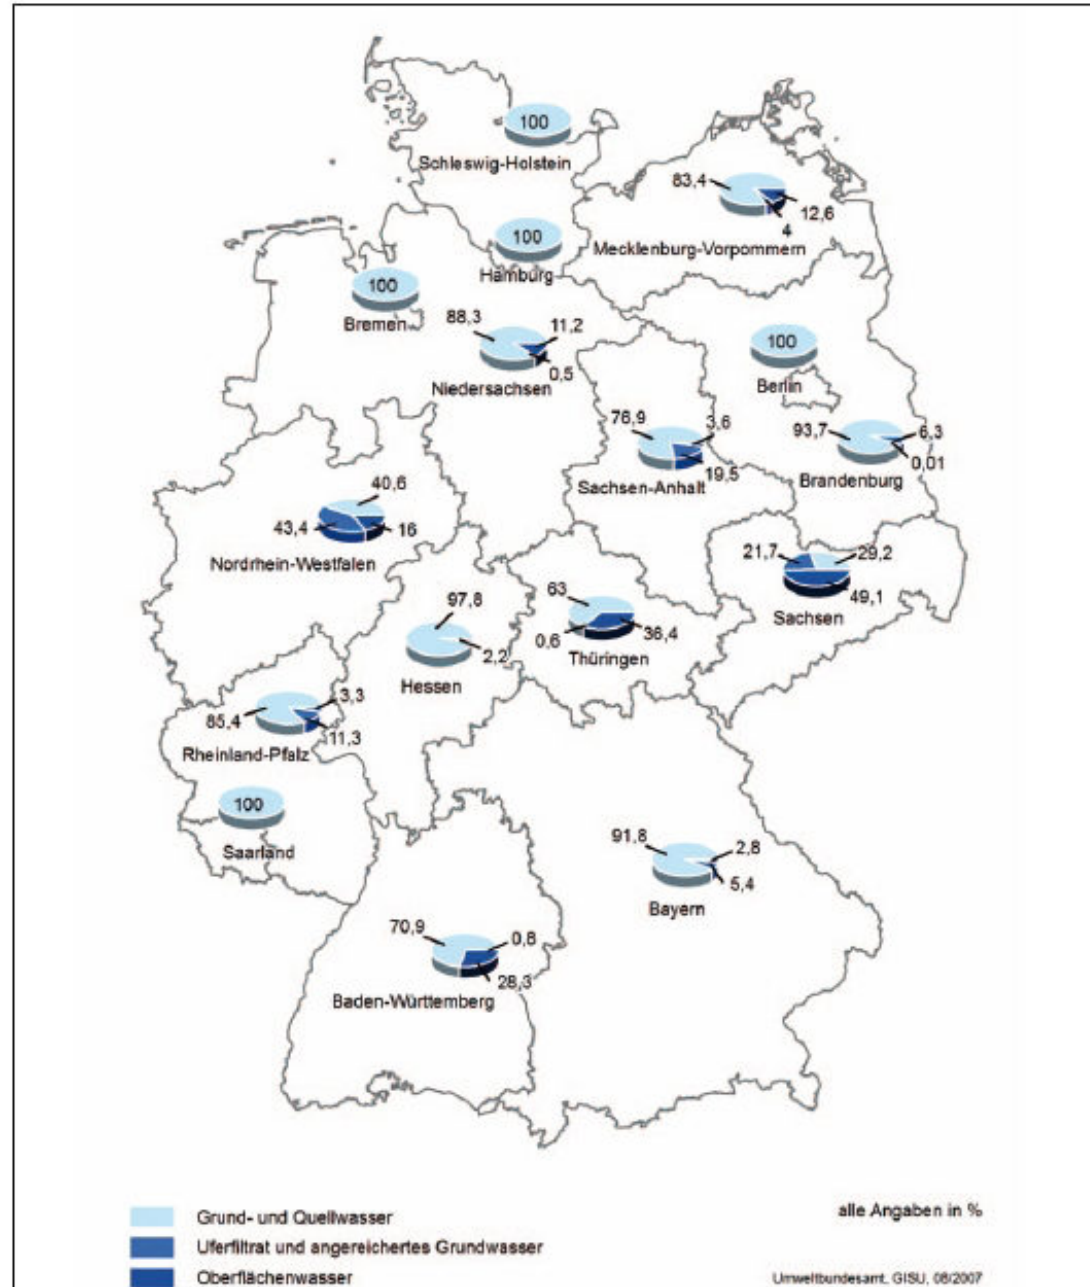 100
Schleswig-Holstein
83,4
12,6
4
Mecklenburg-Vorpommern
100
Hamburg
100
Bremen
88,3
11,2
0,5
Niedersachsen
100
Berlin
76,9
3,6
19,5
Sachsen-Anhalt
93,7
6,3
0,01
Brandenburg
40,6
43,4
16
Nordrhein-Westfalen
21,7
29,2
49,1
Sachsen
63
0,6
36,4
Thüringen
97,8
2,2
Hessen
3,3
85,4
11,3
Rheinland-Pfalz
100
Saarland
91,8
2,8
5,4
Bayern
70,9
0,8
28,3
Baden-Württemberg
Grund- und Quellwasser
alle Angaben in %
Uferfiltrat und angereichertes Grundwasser
Oberflächenwasser
Umweltbundesamt, GISU, 08/2007